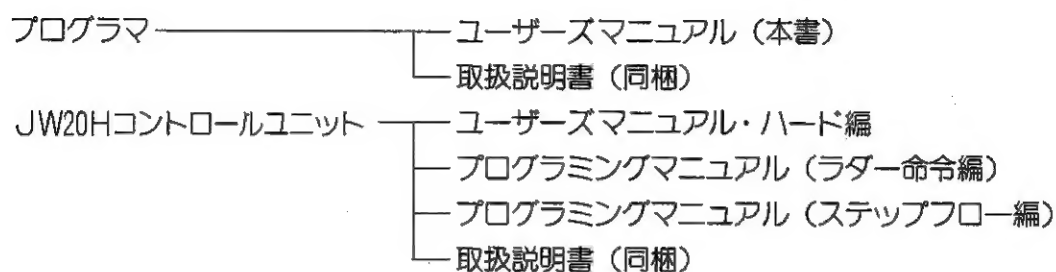 プログラマ ユーザーズマニュアル（本書）
取扱説明書（同梱）
JW20Hコントロールユニット ユーザーズマニュアル・ハード編
プログラミングマニュアル（ラダー命令編）
プログラミングマニュアル（ステップフロー編）
取扱説明書（同梱）